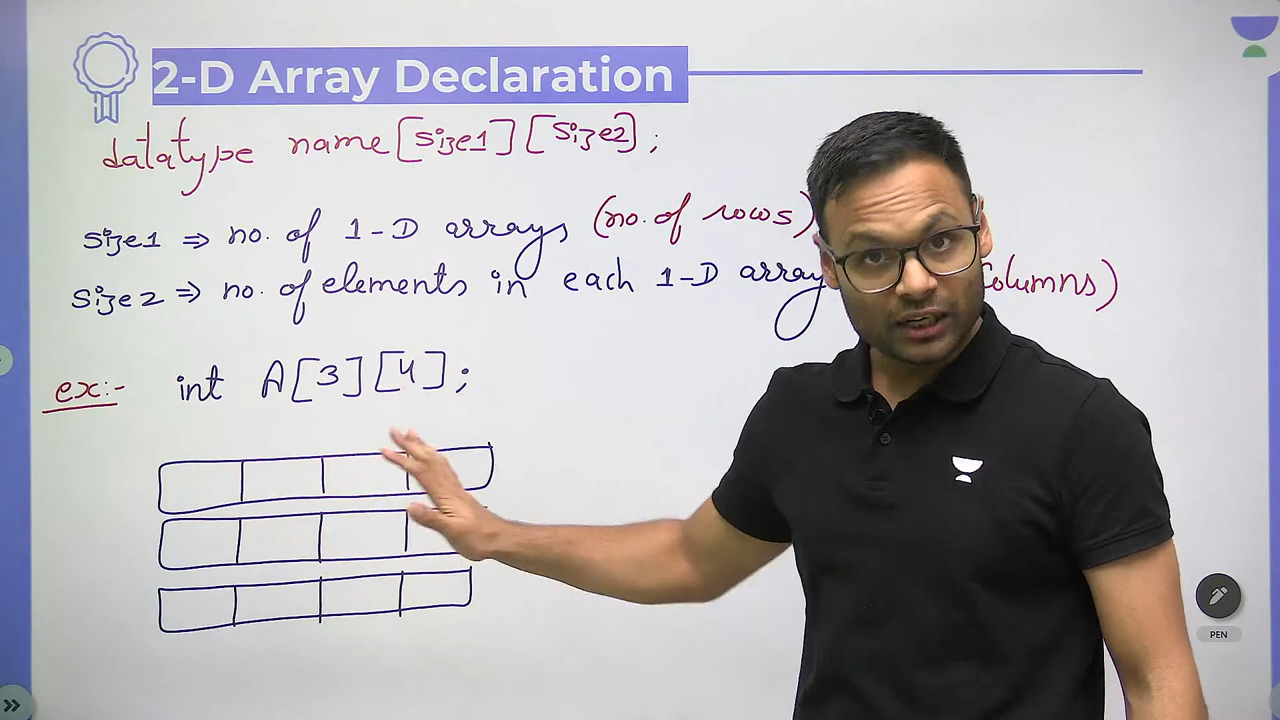 2-D Array Declaration
datatype name[size1][size2];
size1 ⇒ no. of 1-D arrays (no. of rows)
size2 ⇒ no. of elements in each 1-D array columns)
ex:- int A[3][4];
PEN